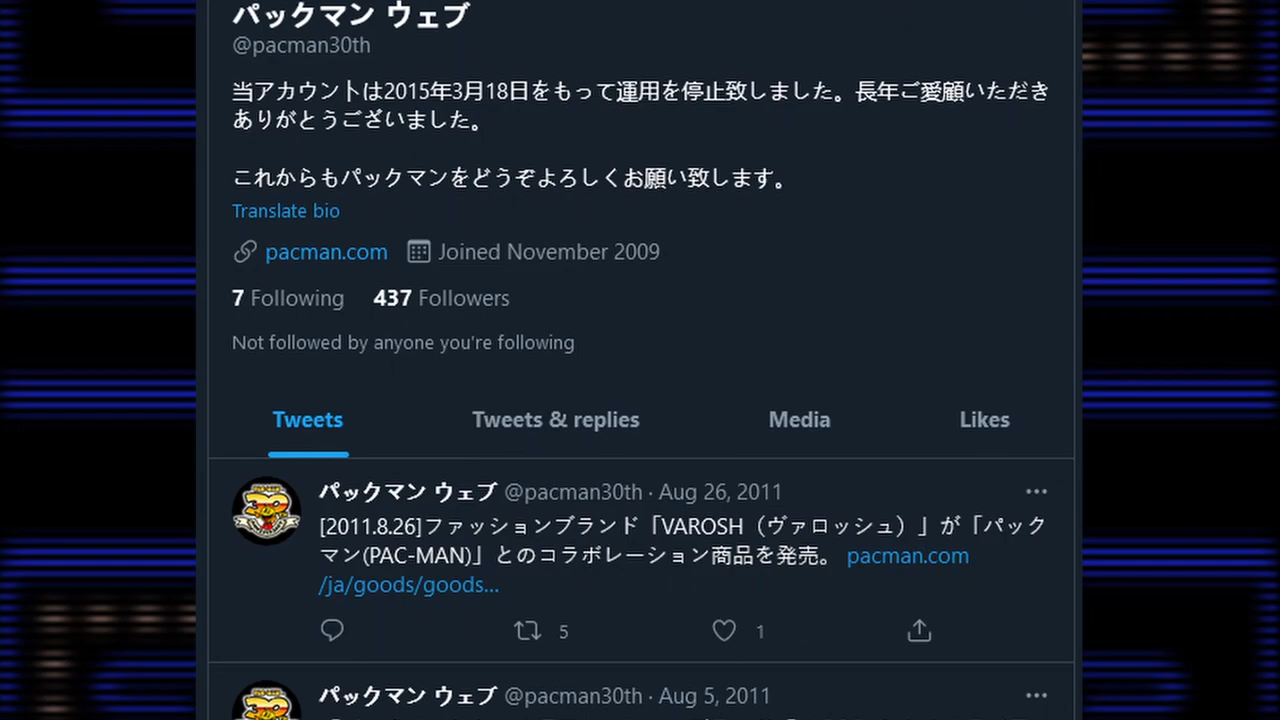 パックマン ウェブ
@pacman30th
当アカウントは2015年3月18日をもって運用を停止致しました。長年ご愛顧いただき
ありがとうございました。
これからもパックマンをどうぞよろしくお願い致します。
Translate bio
pacman.com Joined November 2009
7 Following 437 Followers
Not followed by anyone you're following
Tweets Tweets & replies Media Likes
パックマン ウェブ @pacman30th · Aug 26, 2011
[2011.8.26]ファッションブランド「VAROSH（ヴァロッシュ）」が「パック
マン(PAC-MAN)」とのコラボレーション商品を発売。 pacman.com
/ja/goods/goods...
5 1
パックマン ウェブ @pacman30th · Aug 5, 2011